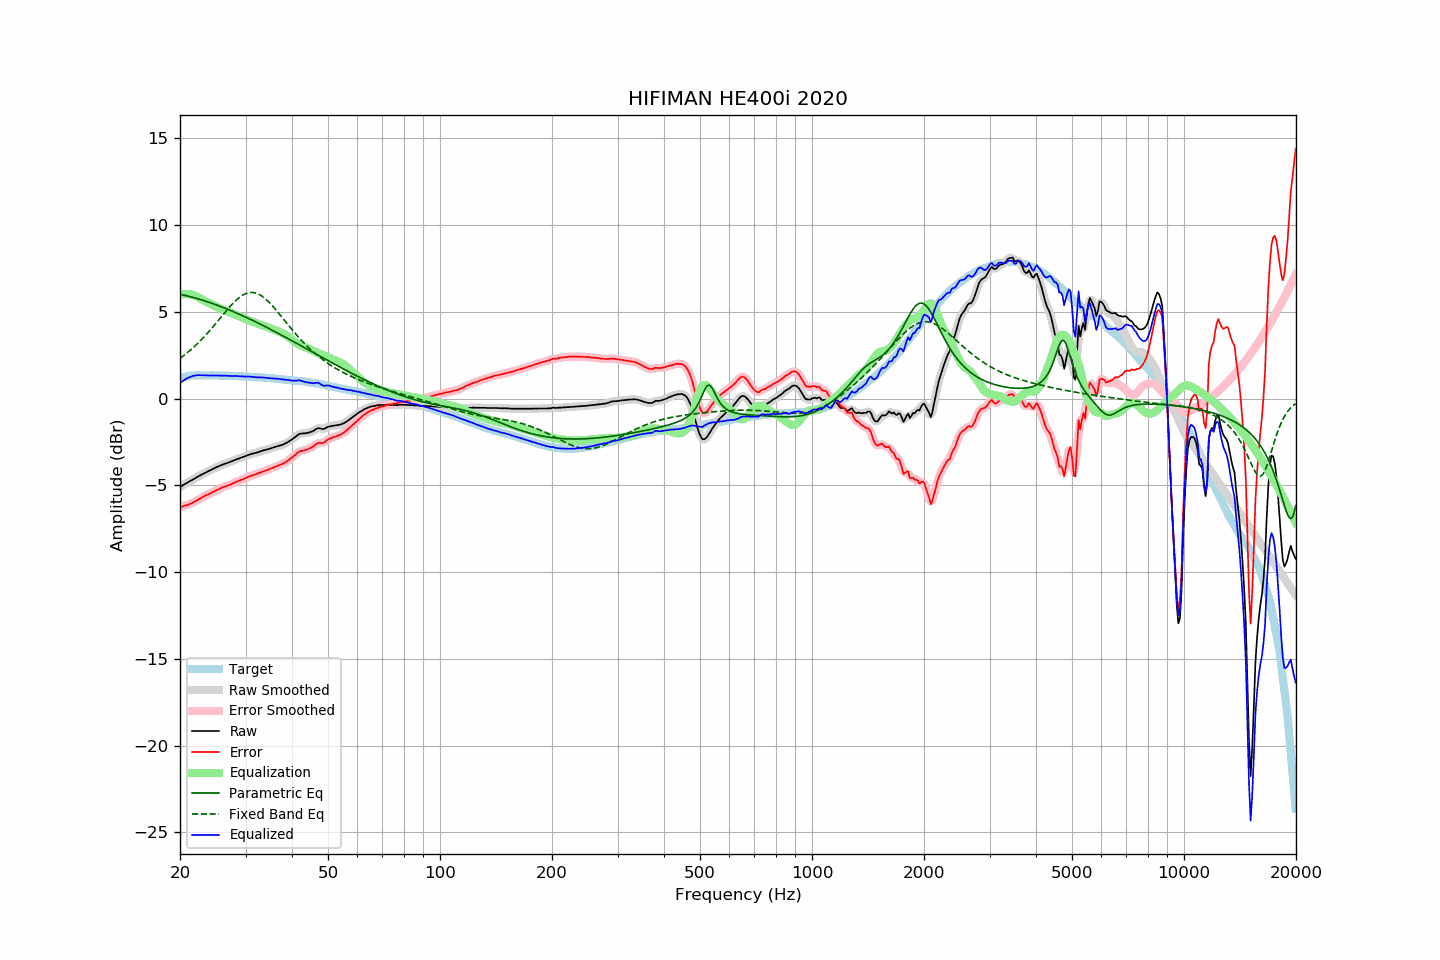 HIFIMAN HE400i 2020
Amplitude (dBr)
15
10
5
0
−5
−10
−15
−20
−25
Target
Raw Smoothed
Error Smoothed
Raw
Error
Equalization
Parametric Eq
Fixed Band Eq
Equalized
20 50 100 200 500 1000 2000 5000 10000 20000
Frequency (Hz)